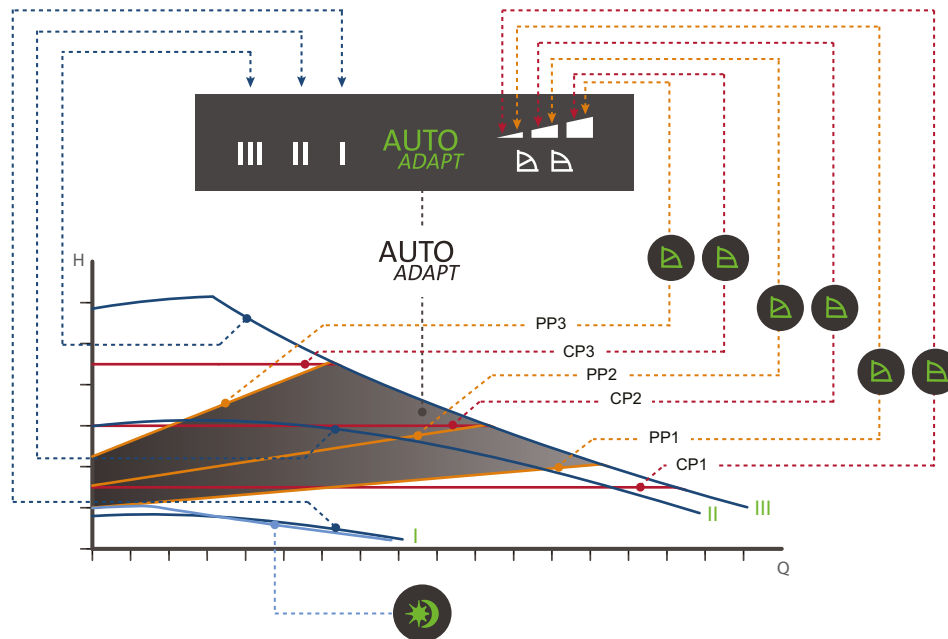 III II I AUTO
ADAPT
AUTO
ADAPT
H
PP3
CP3
PP2
CP2
PP1
CP1
III
II
I
Q